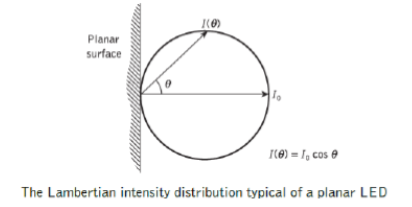 I(θ)
Planar
surface
θ
I₀
I(θ) = I₀ cos θ
The Lambertian intensity distribution typical of a planar LED